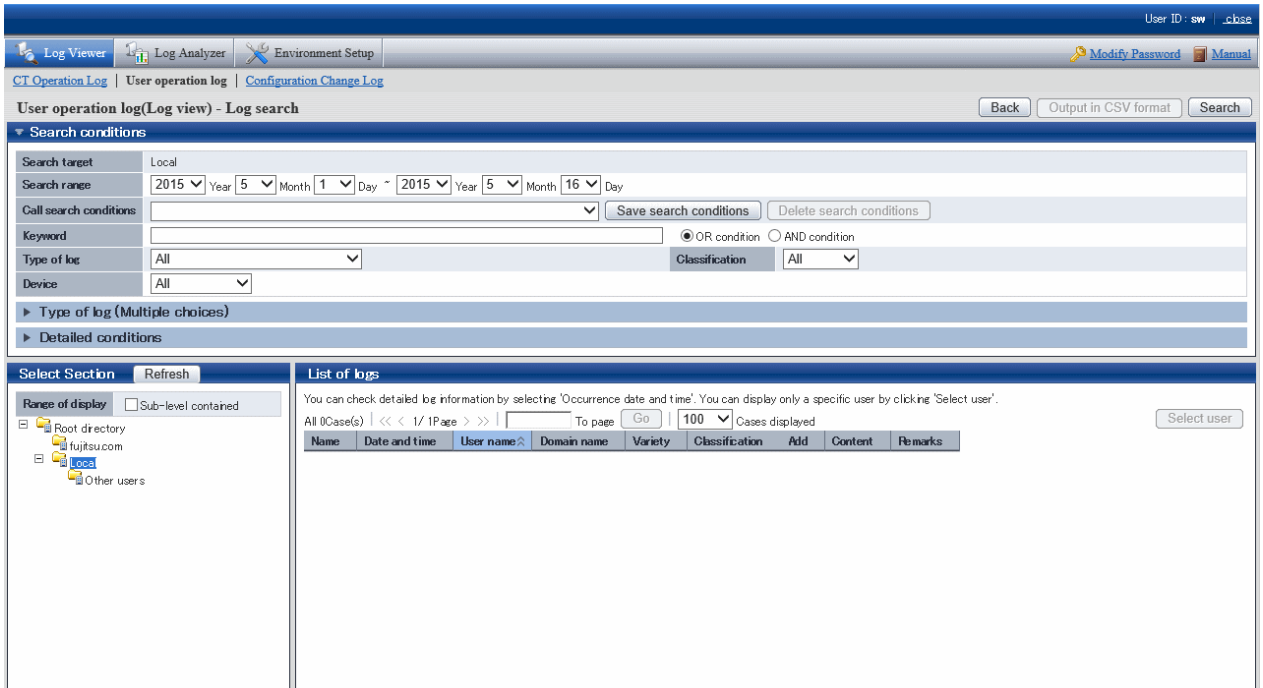 User ID : sw | close
Log Viewer Log Analyzer Environment Setup Modify Password Manual
CT Operation Log | User operation log | Configuration Change Log
User operation log(Log view) - Log search Back Output in CSV format Search
Search conditions
Search target Local
Search range 2015 Year 5 Month 1 Day ~ 2015 Year 5 Month 16 Day
Call search conditions Save search conditions Delete search conditions
Keyword OR condition AND condition
Type of log All Classification All
Device All
Type of log (Multiple choices)
Detailed conditions
Select Section Refresh
Range of display Sub-level contained
Root directory
fujitsu.com
Local
Other users
List of logs
You can check detailed log information by selecting 'Occurrence date and time'. You can display only a specific user by clicking 'Select user'.
All 0Case(s) | << < 1/ 1Page > >> | To page Go | 100 Cases displayed Select user
Name Date and time User name Domain name Variety Classification Add Content Remarks